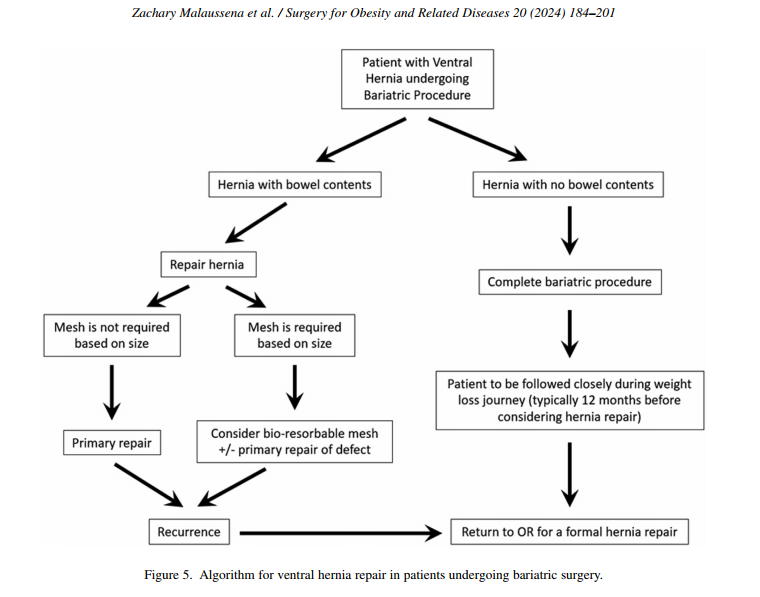 Zachary Malaussena et al. / Surgery for Obesity and Related Diseases 20 (2024) 184–201
Patient with Ventral
Hernia undergoing
Bariatric Procedure
Hernia with bowel contents
Hernia with no bowel contents
Repair hernia
Complete bariatric procedure
Mesh is not required
based on size
Mesh is required
based on size
Patient to be followed closely during weight
loss journey (typically 12 months before
considering hernia repair)
Primary repair
Consider bio-resorbable mesh
+/- primary repair of defect
Recurrence
Return to OR for a formal hernia repair
Figure 5. Algorithm for ventral hernia repair in patients undergoing bariatric surgery.